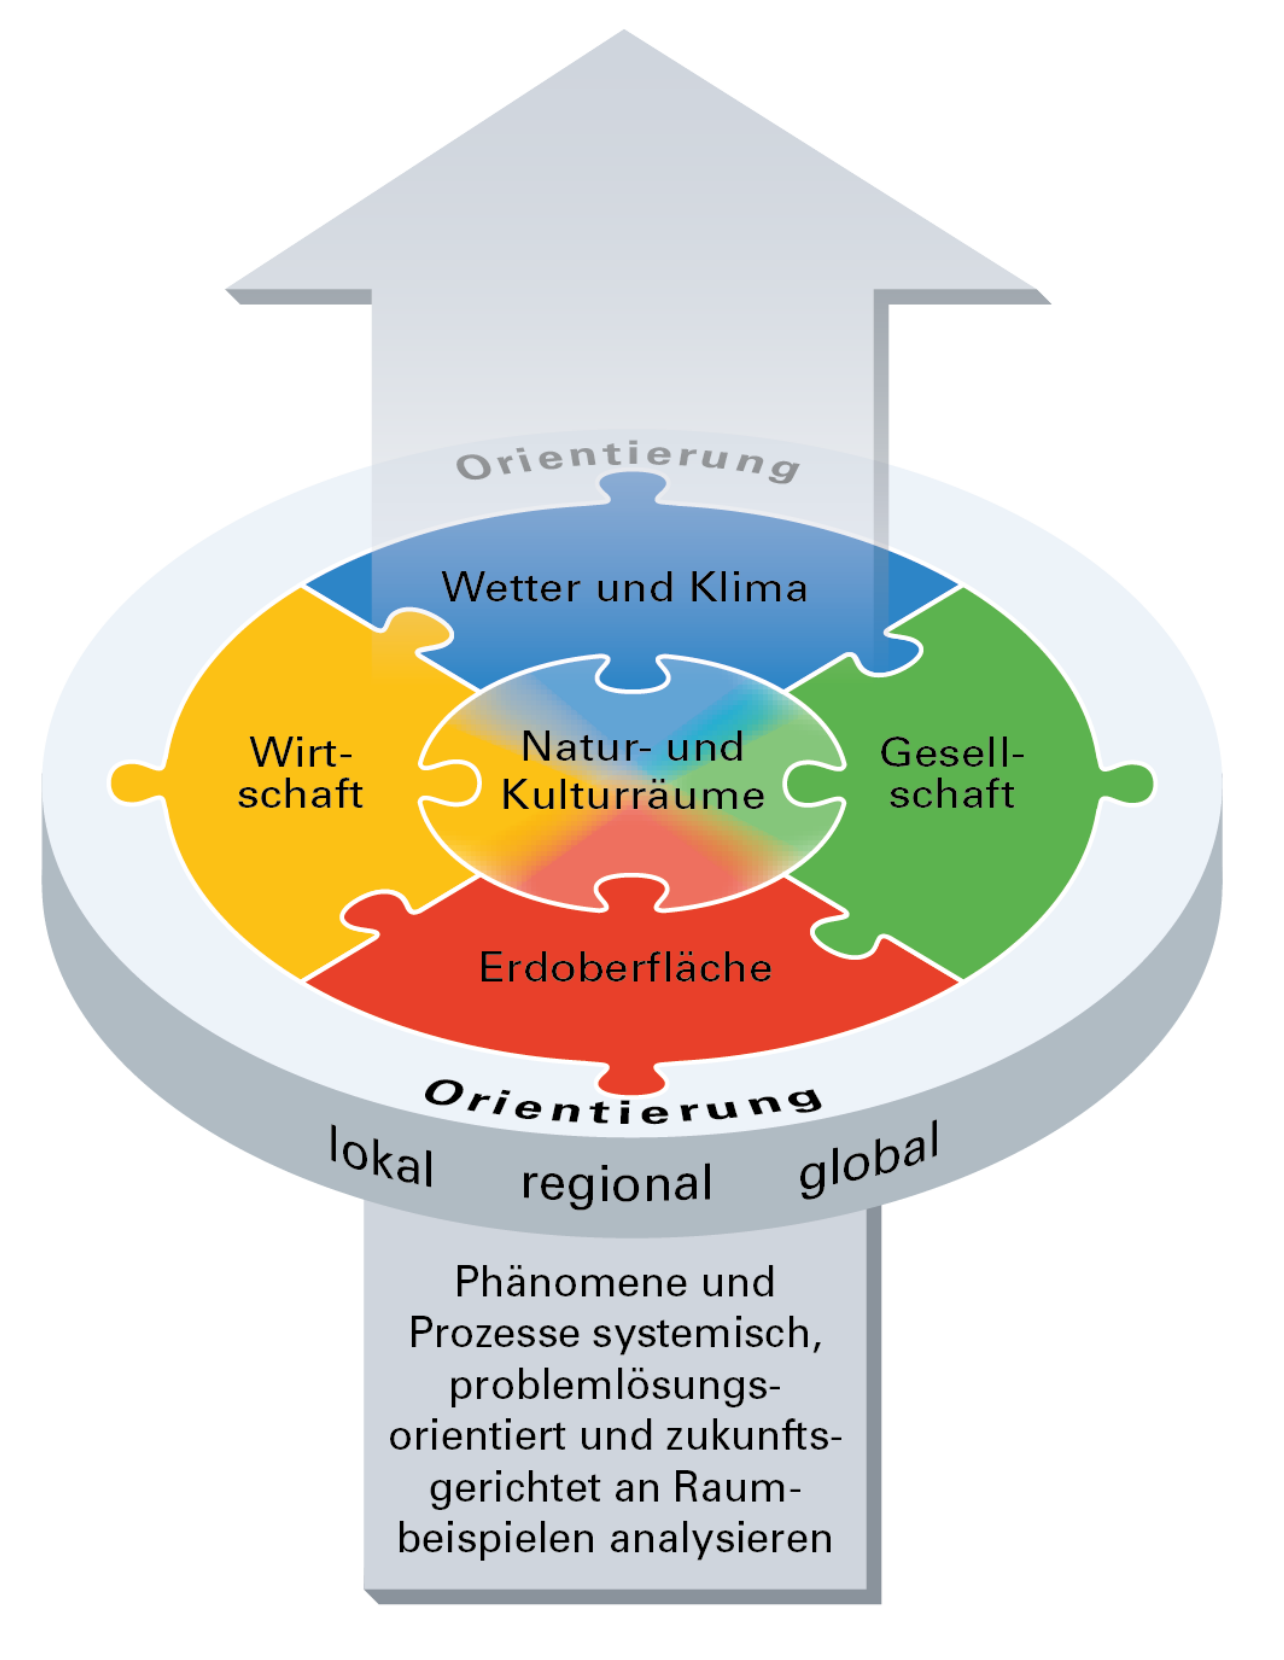 Orientierung
Wetter und Klima
Wirt-
schaft
Natur- und
Kulturräume
Gesell-
schaft
Erdoberfläche
Orientierung
lokal regional global
Phänomene und
Prozesse systemisch,
problemlösungs-
orientiert und zukunfts-
gerichtet an Raum-
beispielen analysieren